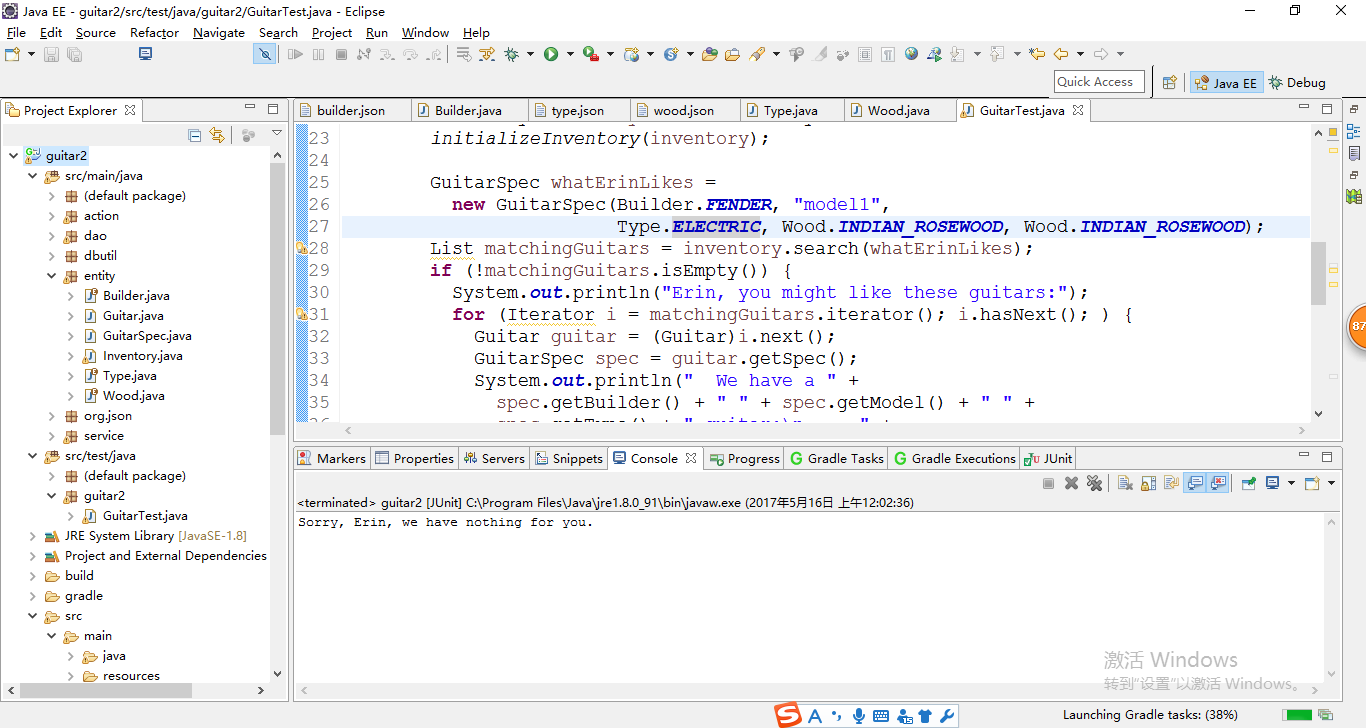 Java EE - guitar2/src/test/java/guitar2/GuitarTest.java - Eclipse
File Edit Source Refactor Navigate Search Project Run Window Help
Quick Access
Java EE
Debug
Project Explorer
guitar2
src/main/java
(default package)
action
dao
dbutil
entity
Builder.java
Guitar.java
GuitarSpec.java
Inventory.java
Type.java
Wood.java
org.json
service
src/test/java
(default package)
guitar2
GuitarTest.java
JRE System Library [JavaSE-1.8]
Project and External Dependencies
build
gradle
src
main
java
resources
builder.json Builder.java type.json wood.json Type.java Wood.java GuitarTest.java
23 initializeInventory(inventory);
24
25 GuitarSpec whatErinLikes =
26 new GuitarSpec(Builder.FENDER, "model1",
27 Type.ELECTRIC, Wood.INDIAN_ROSEWOOD, Wood.INDIAN_ROSEWOOD);
28 List matchingGuitars = inventory.search(whatErinLikes);
29 if (!matchingGuitars.isEmpty()) {
30 System.out.println("Erin, you might like these guitars:");
31 for (Iterator i = matchingGuitars.iterator(); i.hasNext(); ) {
32 Guitar guitar = (Guitar)i.next();
33 GuitarSpec spec = guitar.getSpec();
34 System.out.println("  We have a " +
35 spec.getBuilder() + " " + spec.getModel() + " " +
87
Markers Properties Servers Snippets Console Progress Gradle Tasks Gradle Executions JUnit
<terminated> guitar2 [JUnit] C:\Program Files\Java\jre1.8.0_91\bin\javaw.exe (2017年5月16日 上午12:02:36)
Sorry, Erin, we have nothing for you.
激活 Windows
转到“设置”以激活 Windows。
Launching Gradle tasks: (38%)